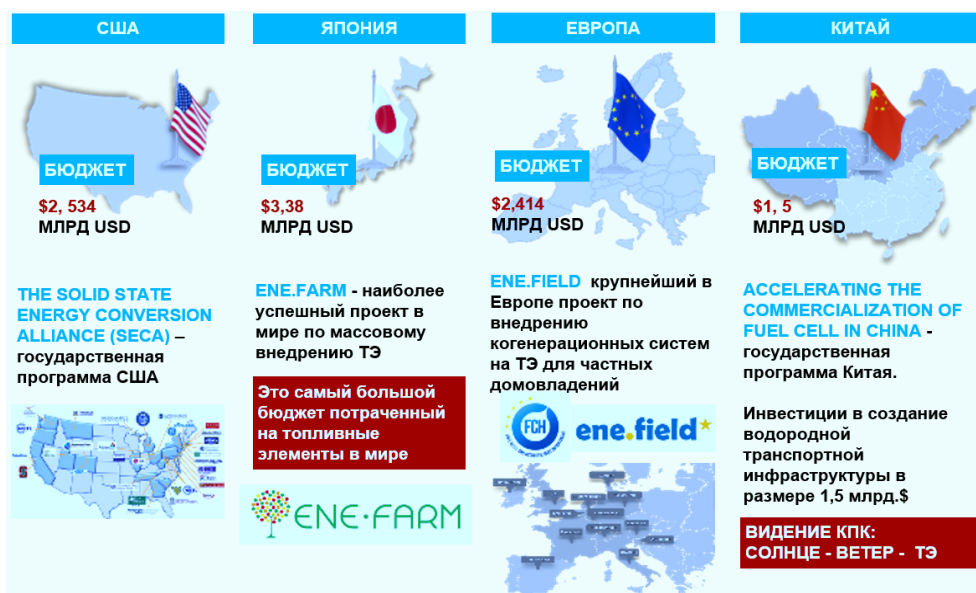 США
БЮДЖЕТ
$2, 534
МЛРД USD
THE SOLID STATE
ENERGY CONVERSION
ALLIANCE (SECA) –
государственная
программа США
ЯПОНИЯ
БЮДЖЕТ
$3,38
МЛРД USD
ENE.FARM - наиболее
успешный проект в
мире по массовому
внедрению ТЭ
Это самый большой
бюджет потраченный
на топливные
элементы в мире
ENE·FARM
ЕВРОПА
БЮДЖЕТ
$2,414
МЛРД USD
ENE.FIELD крупнейший в
Европе проект по
внедрению
когенерационных систем
на ТЭ для частных
домовладений
FCH
ene.field
КИТАЙ
БЮДЖЕТ
$1, 5
МЛРД USD
ACCELERATING THE
COMMERCIALIZATION OF
FUEL CELL IN CHINA -
государственная
программа Китая.
Инвестиции в создание
водородной
транспортной
инфраструктуры в
размере 1,5 млрд.$
ВИДЕНИЕ КПК:
СОЛНЦЕ - ВЕТЕР - ТЭ